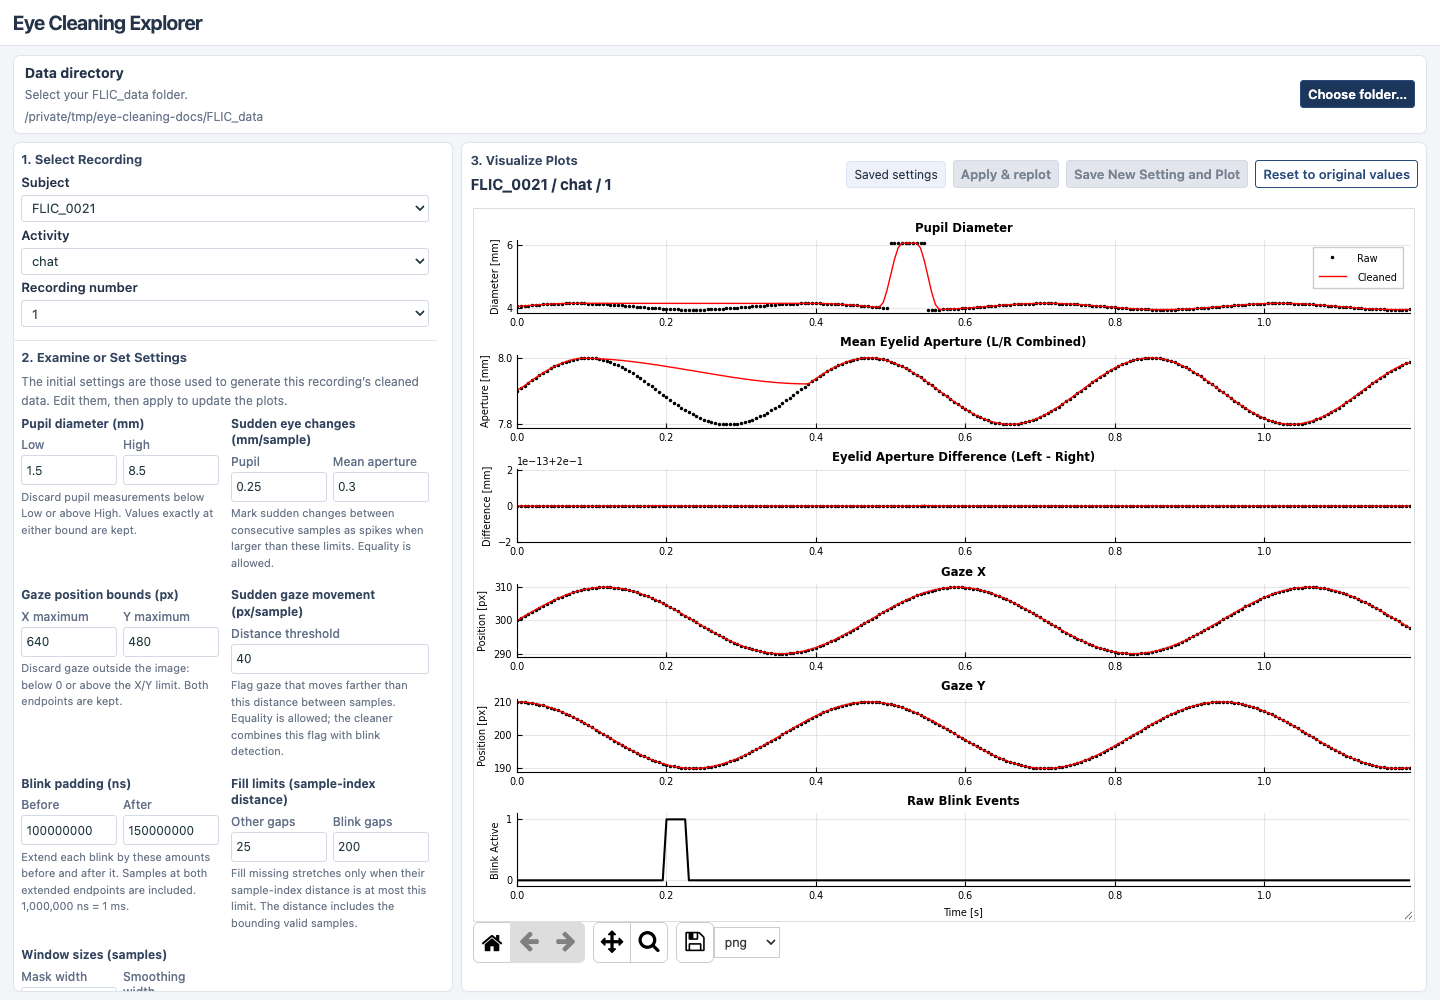 Eye Cleaning Explorer
Data directory
Select your FLIC_data folder.
/private/tmp/eye-cleaning-docs/FLIC_data
Choose folder...
1. Select Recording
Subject
FLIC_0021
Activity
chat
Recording number
1
2. Examine or Set Settings
The initial settings are those used to generate this recording's cleaned
data. Edit them, then apply to update the plots.
Pupil diameter (mm)
Low High
1.5 8.5
Discard pupil measurements below
Low or above High. Values exactly at
either bound are kept.
Sudden eye changes
(mm/sample)
Pupil Mean aperture
0.25 0.3
Mark sudden changes between
consecutive samples as spikes when
larger than these limits. Equality is
allowed.
Gaze position bounds (px)
X maximum Y maximum
640 480
Discard gaze outside the image:
below 0 or above the X/Y limit. Both
endpoints are kept.
Sudden gaze movement
(px/sample)
Distance threshold
40
Flag gaze that moves farther than
this distance between samples.
Equality is allowed; the cleaner
combines this flag with blink
detection.
Blink padding (ns)
Before After
100000000 150000000
Extend each blink by these amounts
before and after it. Samples at both
extended endpoints are included.
1,000,000 ns = 1 ms.
Fill limits (sample-index
distance)
Other gaps Blink gaps
25 200
Fill missing stretches only when their
sample-index distance is at most this
limit. The distance includes the
bounding valid samples.
Window sizes (samples)
Mask width Smoothing
width
3. Visualize Plots
FLIC_0021 / chat / 1
Saved settings
Apply & replot
Save New Setting and Plot
Reset to original values
Pupil Diameter
Diameter [mm]
6
4
Raw
Cleaned
0.0 0.2 0.4 0.6 0.8 1.0
Mean Eyelid Aperture (L/R Combined)
Aperture [mm]
8.0
7.8
0.0 0.2 0.4 0.6 0.8 1.0
Eyelid Aperture Difference (Left - Right)
1e-13+2e-1
Difference [mm]
2
0
−2
0.0 0.2 0.4 0.6 0.8 1.0
Gaze X
Position [px]
310
300
290
0.0 0.2 0.4 0.6 0.8 1.0
Gaze Y
Position [px]
210
200
190
0.0 0.2 0.4 0.6 0.8 1.0
Raw Blink Events
Blink Active
1
0
0.0 0.2 0.4 0.6 0.8 1.0
Time [s]
png